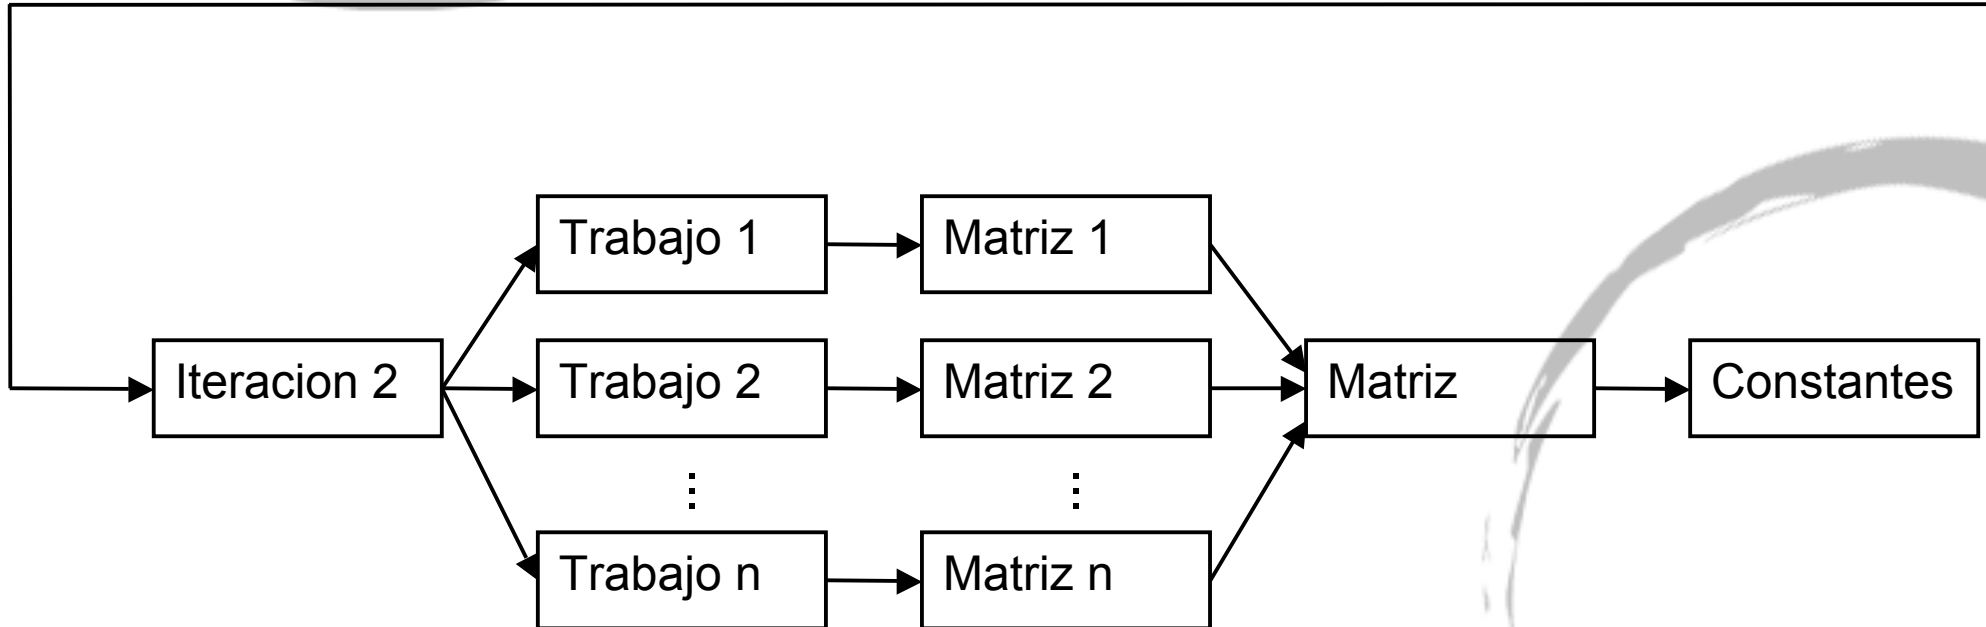 Trabajo 1
Matriz 1
Iteracion 2
Trabajo 2
Matriz 2
Matriz
Constantes
Trabajo n
Matriz n